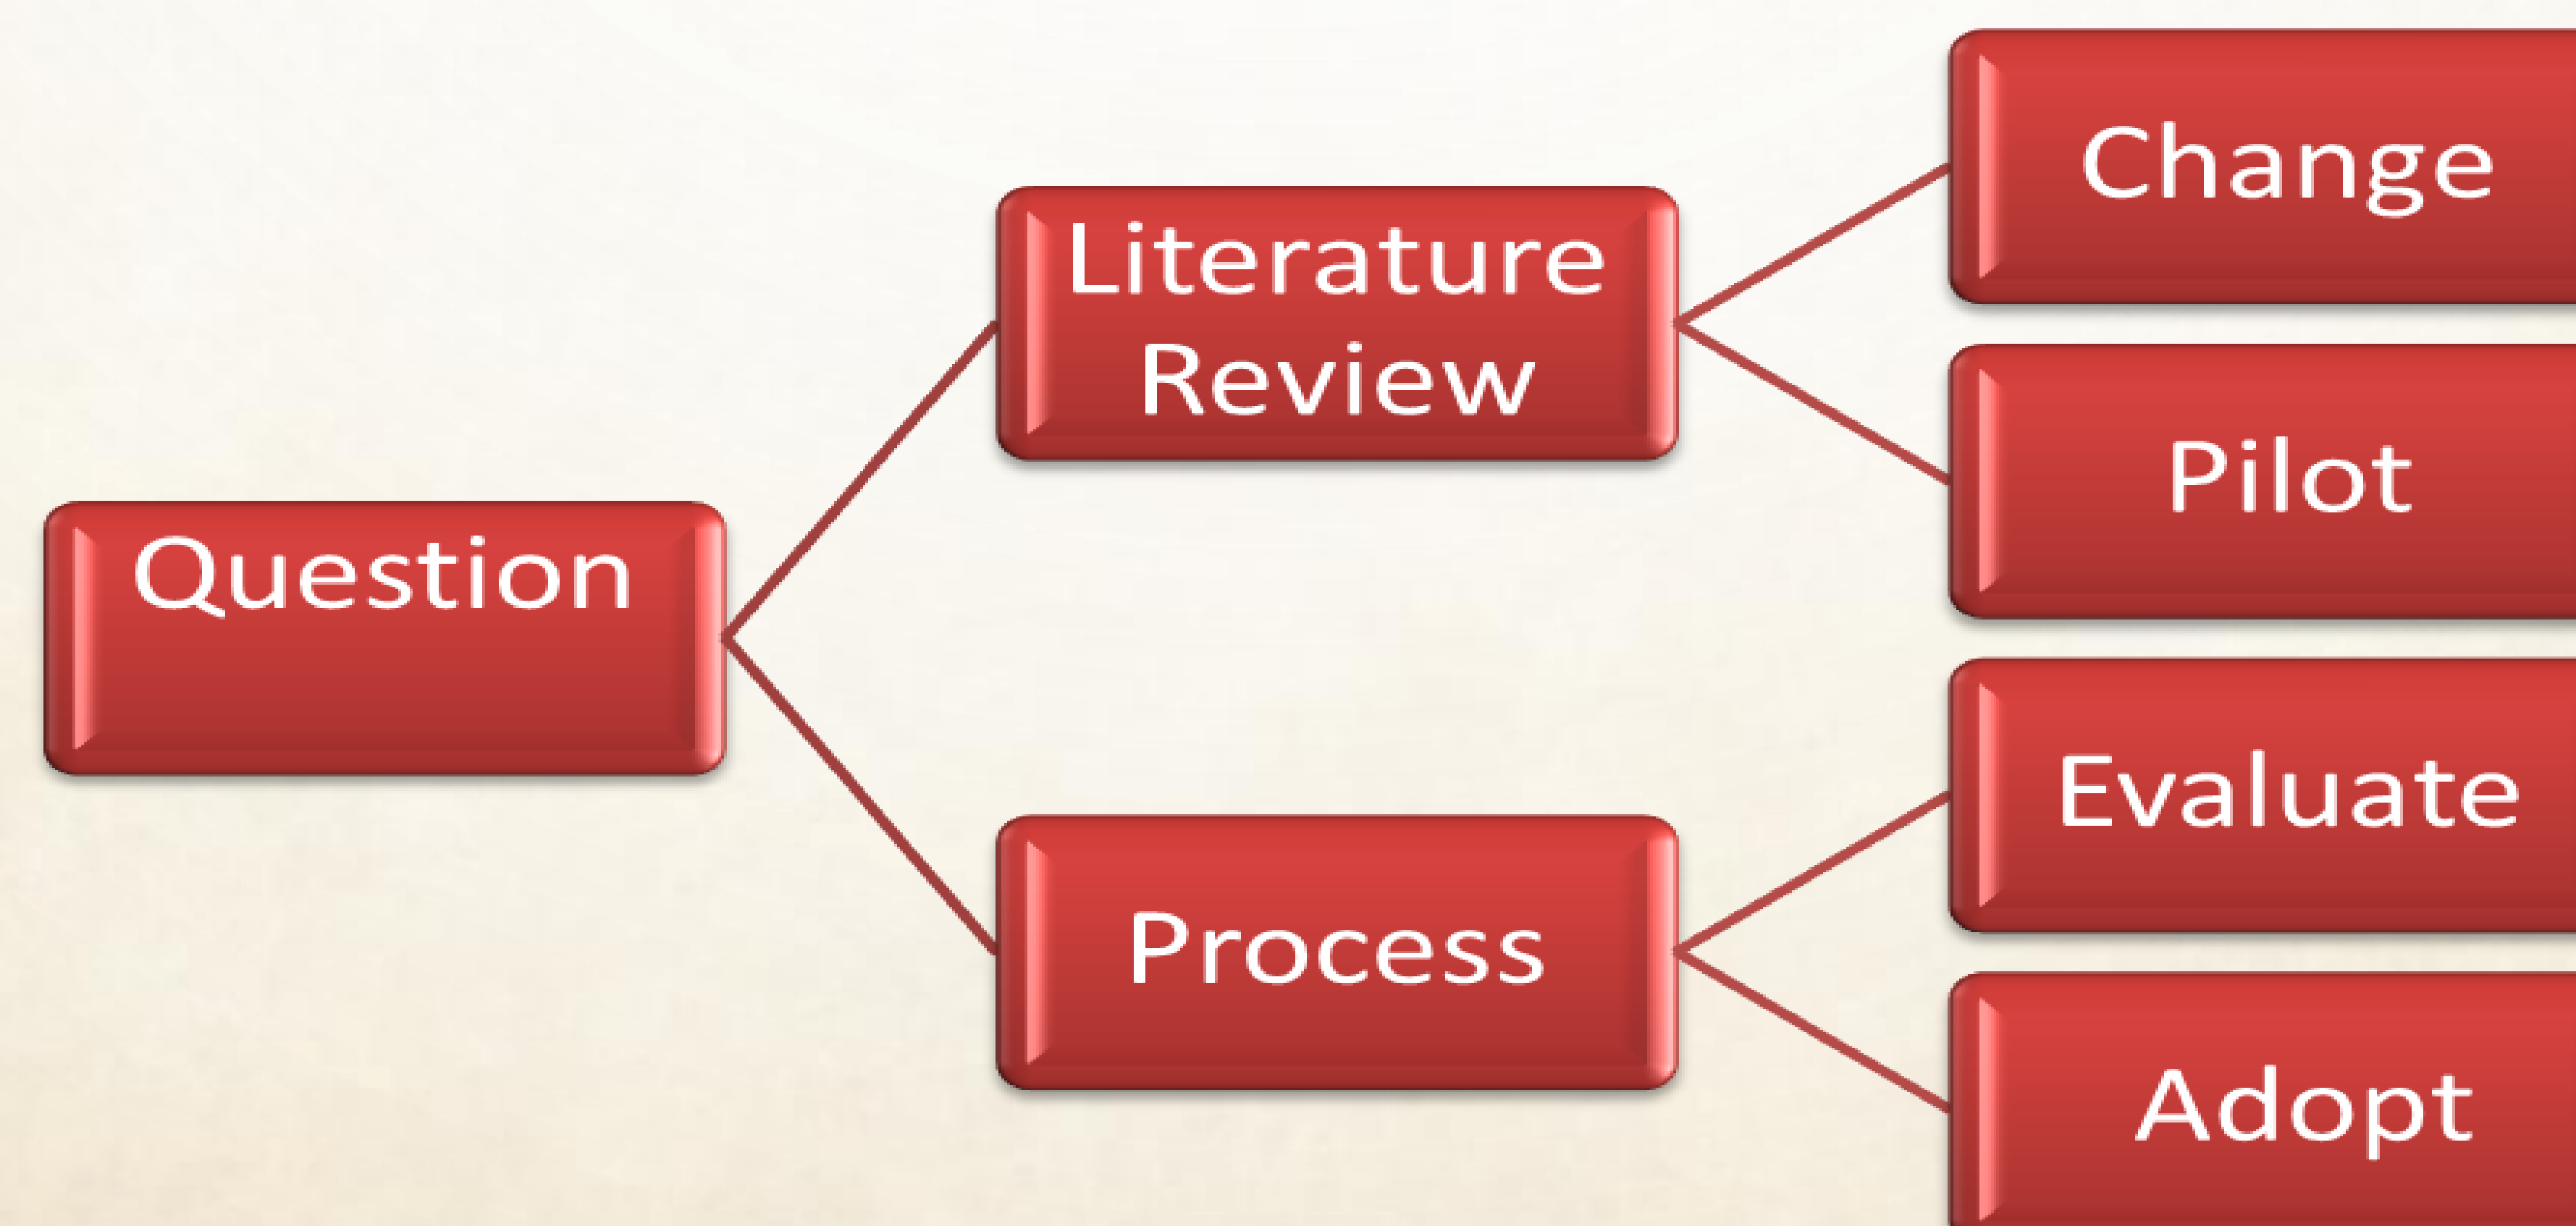 Question
Literature
Review
Process
Change
Pilot
Evaluate
Adopt